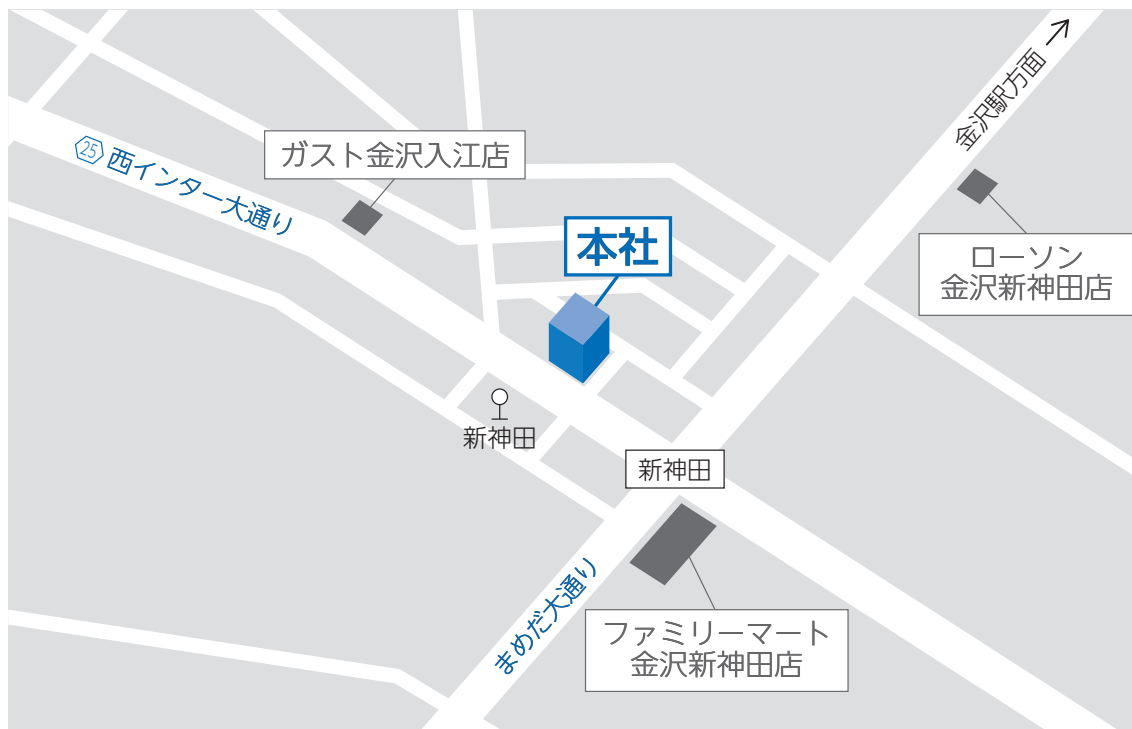 金沢駅方面
25
西インター大通り
ガスト金沢入江店
本社
ローソン
金沢新神田店
新神田
新神田
まめだ大通り
ファミリーマート
金沢新神田店